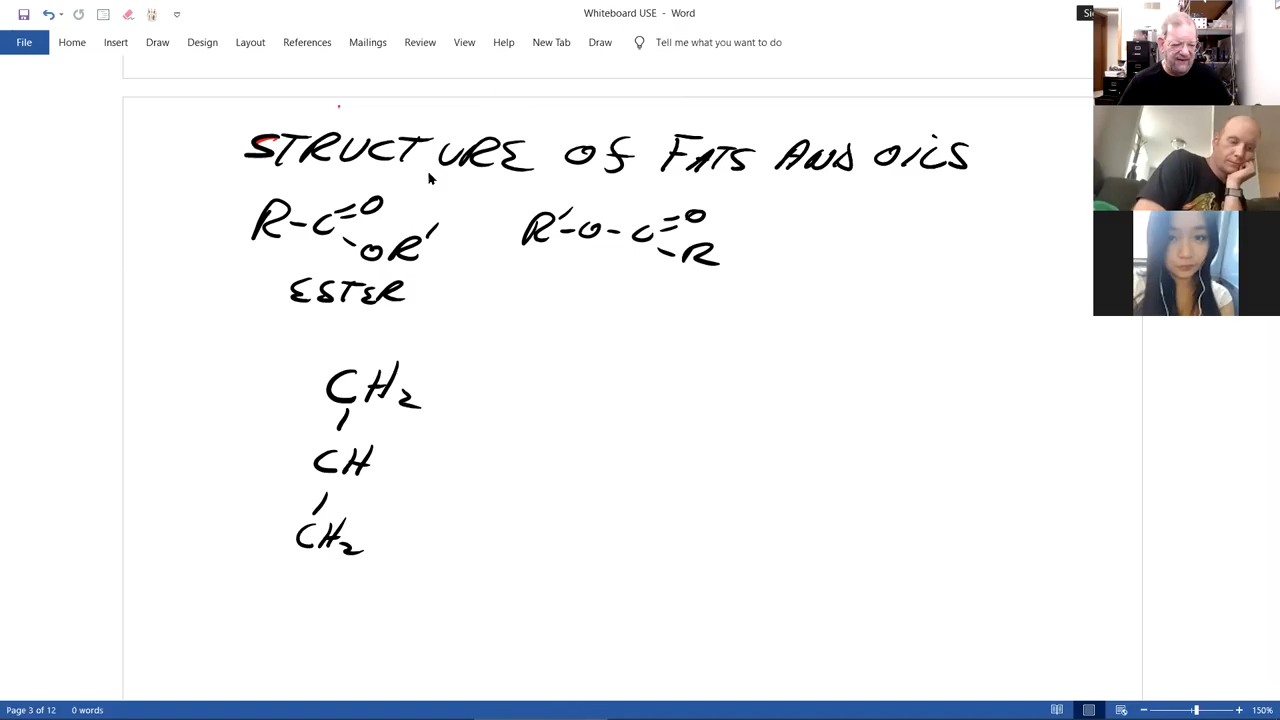 Whiteboard USE - Word
Si
File Home Insert Draw Design Layout References Mailings Review View Help New Tab Draw Tell me what you want to do
STRUCTURE OF FATS AND OILS
R-C=O
OR'
R'-O-C=O
-R
ESTER
CH2
CH
CH2
Page 3 of 12 0 words
150%